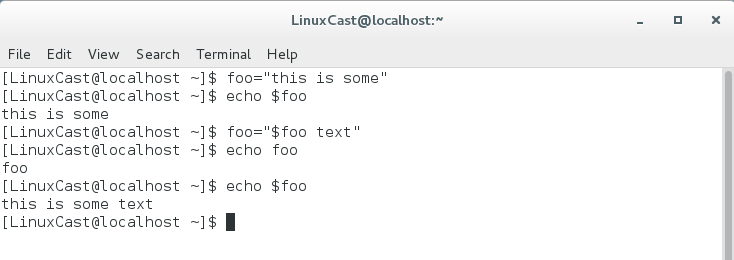 LinuxCast@localhost:~
File Edit View Search Terminal Help
[LinuxCast@localhost ~]$ foo="this is some"
[LinuxCast@localhost ~]$ echo $foo
this is some
[LinuxCast@localhost ~]$ foo="$foo text"
[LinuxCast@localhost ~]$ echo foo
foo
[LinuxCast@localhost ~]$ echo $foo
this is some text
[LinuxCast@localhost ~]$